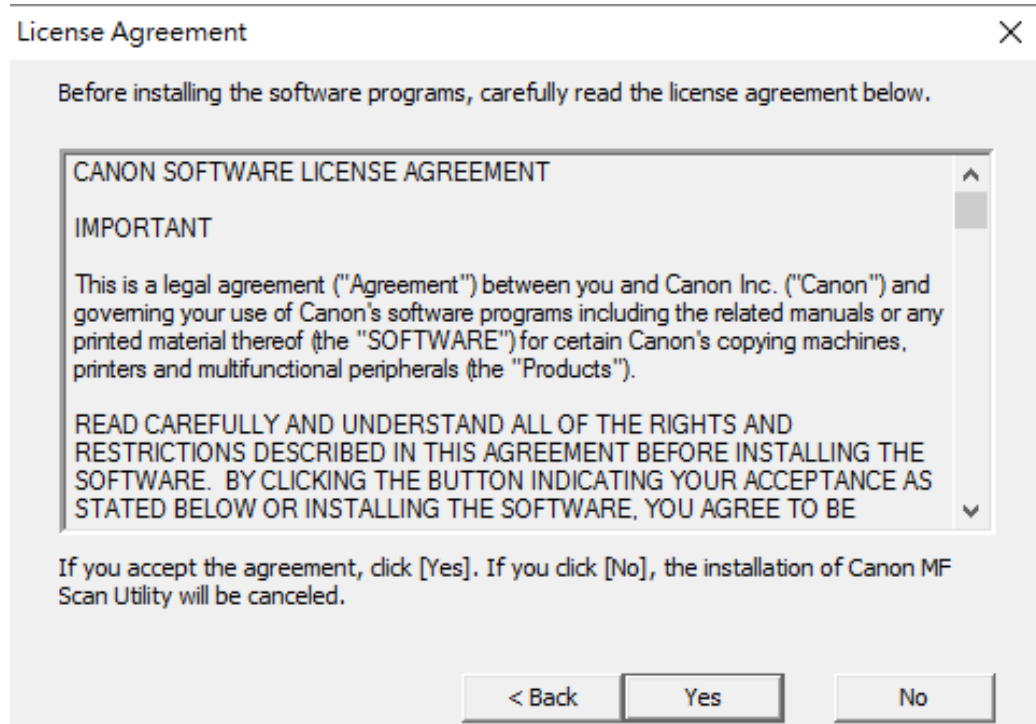 License Agreement
Before installing the software programs, carefully read the license agreement below.
CANON SOFTWARE LICENSE AGREEMENT
IMPORTANT
This is a legal agreement ("Agreement") between you and Canon Inc. ("Canon") and
governing your use of Canon's software programs including the related manuals or any
printed material thereof (the "SOFTWARE") for certain Canon's copying machines,
printers and multifunctional peripherals (the "Products").
READ CAREFULLY AND UNDERSTAND ALL OF THE RIGHTS AND
RESTRICTIONS DESCRIBED IN THIS AGREEMENT BEFORE INSTALLING THE
SOFTWARE.  BY CLICKING THE BUTTON INDICATING YOUR ACCEPTANCE AS
STATED BELOW OR INSTALLING THE SOFTWARE, YOU AGREE TO BE
If you accept the agreement, click [Yes]. If you click [No], the installation of Canon MF
Scan Utility will be canceled.
< Back
Yes
No